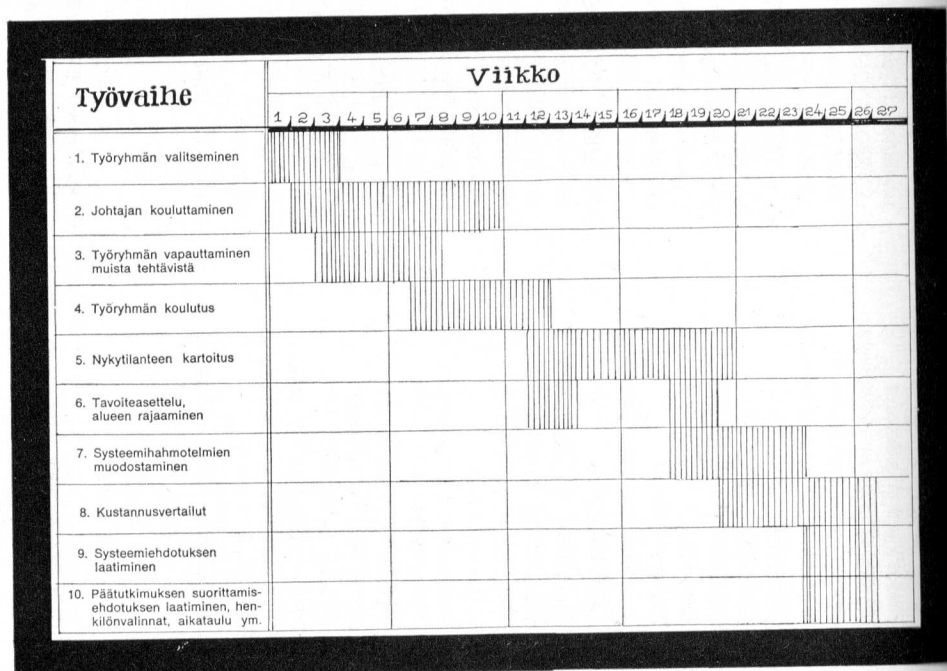 Työvaihe
Viikko
1 2 3 4 5 6 7 8 9 10 11 12 13 14 15 16 17 18 19 20 21 22 23 24 25 26 27
1. Työryhmän valitseminen
2. Johtajan kouluttaminen
3. Työryhmän vapauttaminen
muista tehtävistä
4. Työryhmän koulutus
5. Nykytilanteen kartoitus
6. Tavoiteasettelu,
alueen rajaaminen
7. Systeemihahmotelmien
muodostaminen
8. Kustannusvertailut
9. Systeemiehdotuksen
laatiminen
10. Päätutkimuksen suorittamis-
ehdotuksen laatiminen, hen-
kilönvalinnat, aikataulu ym.